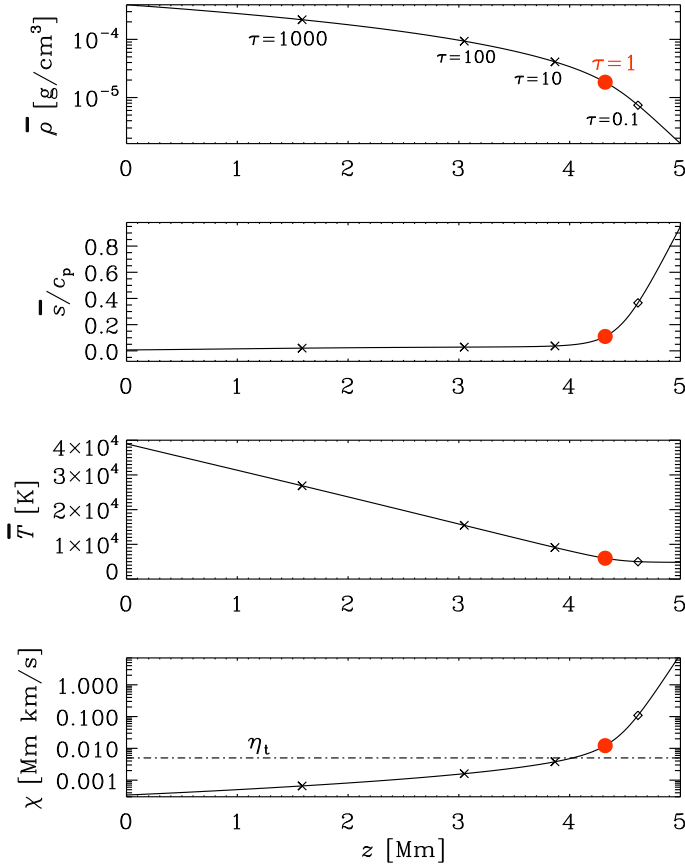 ρ̅ [g/cm³]
10⁻⁴
10⁻⁵
τ=1000
τ=100
τ=10
τ=1
τ=0.1
0 1 2 3 4 5
s̅/cₚ
0.8
0.6
0.4
0.2
0.0
0 1 2 3 4 5
T̅ [K]
4×10⁴
3×10⁴
2×10⁴
1×10⁴
0
0 1 2 3 4 5
χ [Mm km/s]
1.000
0.100
0.010
0.001
ηₜ
0 1 2 3 4 5
z [Mm]